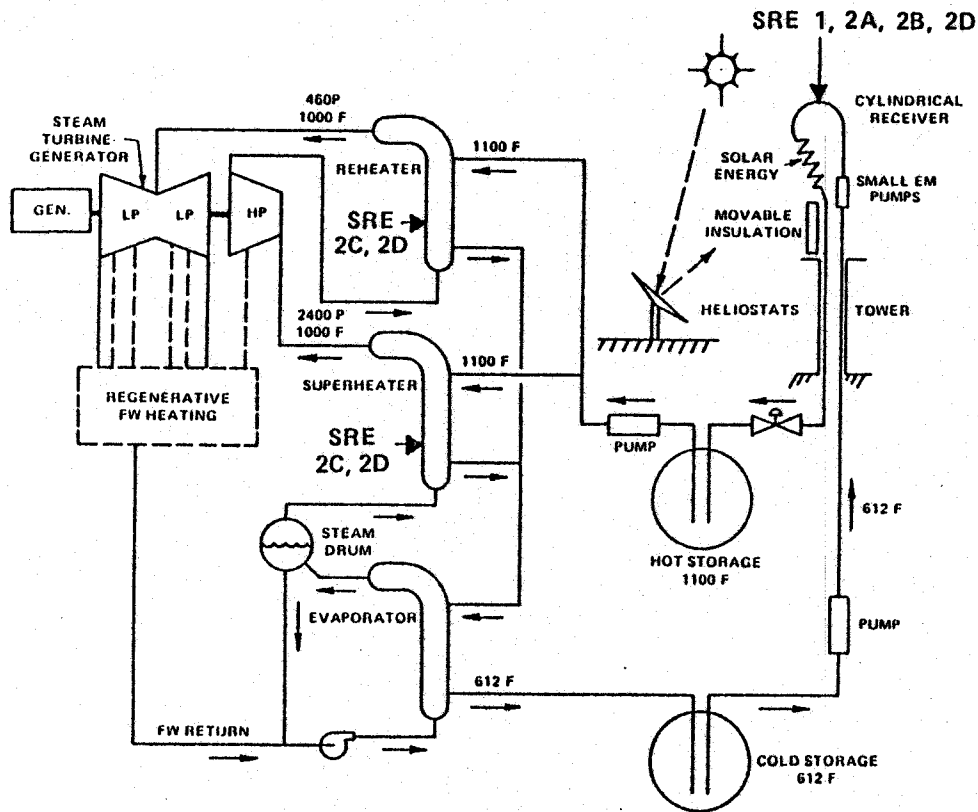 SRE 1, 2A, 2B, 2D
460P
1000 F
STEAM
TURBINE-
GENERATOR
CYLINDRICAL
RECEIVER
1100 F
REHEATER
SOLAR
ENERGY
SMALL EM
PUMPS
GEN.
LP
LP
HP
SRE
2C, 2D
MOVABLE
INSULATION
HELIOSTATS
TOWER
2400 P
1000 F
1100 F
SUPERHEATER
REGENERATIVE
FW HEATING
SRE
2C, 2D
PUMP
612 F
STEAM
DRUM
HOT STORAGE
1100 F
EVAPORATOR
PUMP
612 F
FW RETURN
COLD STORAGE
612 F